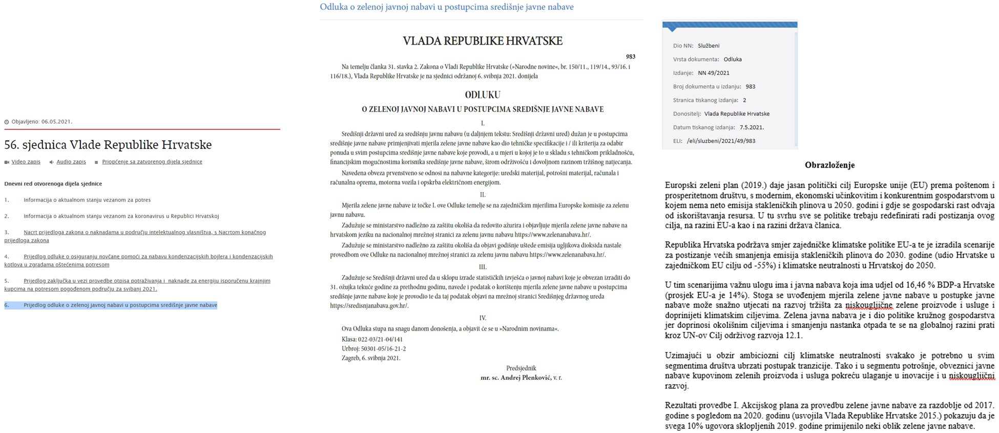 Objavljeno: 06.05.2021.
56. sjednica Vlade Republike Hrvatske
Video zapis Audio zapis Priopćenje sa zatvorenog dijela sjednice
Dnevni red otvorenoga dijela sjednice
1. Informacija o aktualnom stanju vezanom za potres
2. Informacija o aktualnom stanju vezanom za koronavirus u Republici Hrvatskoj
3. Nacrt prijedloga zakona o naknadama u području intelektualnog vlasništva, s Nacrtom konačnog
prijedloga zakona
4. Prijedlog odluke o osiguranju novčane pomoći za nabavu kondenzacijskih bojlera i kondenzacijskih
kotlova u zgradama oštećenima potresom
5. Prijedlog zaključka u vezi provedbe otpisa potraživanja i naknade za energiju isporučenu krajnjim
kupcima na potresom pogođenom području za svibanj 2021.
6. Prijedlog odluke o zelenoj javnoj nabavi u postupcima središnje javne nabave
Odluka o zelenoj javnoj nabavi u postupcima središnje javne nabave
VLADA REPUBLIKE HRVATSKE
983
Na temelju članka 31. stavka 2. Zakona o Vladi Republike Hrvatske (»Narodne novine«, br. 150/11., 119/14., 93/16. i
116/18.), Vlada Republike Hrvatske je na sjednici održanoj 6. svibnja 2021. donijela
ODLUKU
O ZELENOJ JAVNOJ NABAVI U POSTUPCIMA SREDIŠNJE JAVNE NABAVE
I.
Središnji državni ured za središnju javnu nabavu (u daljnjem tekstu: Središnji državni ured) dužan je u postupcima
središnje javne nabave primjenjivati mjerila zelene javne nabave kao dio tehničke specifikacije i / ili kriterija za odabir
ponuda u svim postupcima središnje javne nabave koje provodi, a u mjeri u kojoj je to u skladu s tehničkom prikladnošću,
financijskim mogućnostima korisnika središnje javne nabave, širom održivošću i dovoljnom razinom tržišnog natjecanja.
Navedena obveza prvenstveno se odnosi na nabavne kategorije: uredski materijal, potrošni materijal, računala i
računalna oprema, motorna vozila i opskrba električnom energijom.
II.
Mjerila zelene javne nabave iz točke I. ove Odluke temelje se na zajedničkim mjerilima Europske komisije za zelenu
javnu nabavu.
Zadužuje se ministarstvo nadležno za zaštitu okoliša da redovito ažurira i objavljuje mjerila zelene javne nabave na
hrvatskom jeziku na nacionalnoj mrežnoj stranici za zelenu javnu nabavu https://www.zelenanabava.hr/.
Zadužuje se ministarstvo nadležno za zaštitu okoliša da objavi godišnje uštede emisija ugljikova dioksida nastale
provedbom ove Odluke na nacionalnoj mrežnoj stranici za zelenu javnu nabavu https://www.zelenanabava.hr/.
III.
Zadužuje se Središnji državni ured da u sklopu izrade statističkih izvješća o javnoj nabavi koje je obvezan izraditi do
31. ožujka tekuće godine za prethodnu godinu, navede i podatak o korištenju mjerila zelene javne nabave u postupcima
središnje javne nabave koje je provodio te da taj podatak objavi na mrežnoj stranici Središnjeg državnog ureda
https://sredisnjanabava.gov.hr/.
IV.
Ova Odluka stupa na snagu danom donošenja, a objavit će se u »Narodnim novinama«.
Klasa: 022-03/21-04/141
Urbroj: 50301-05/16-21-2
Zagreb, 6. svibnja 2021.
Predsjednik
mr. sc. Andrej Plenković, v. r.
Dio NN: Službeni
Vrsta dokumenta: Odluka
Izdanje: NN 49/2021
Broj dokumenta u izdanju: 983
Stranica tiskanog izdanja: 2
Donositelj: Vlada Republike Hrvatske
Datum tiskanog izdanja: 7.5.2021.
ELI: /eli/sluzbeni/2021/49/983
Obrazloženje
Europski zeleni plan (2019.) daje jasan politički cilj Europske unije (EU) prema poštenom i
prosperitetnom društvu, s modernim, ekonomski učinkovitim i konkurentnim gospodarstvom u
kojem nema neto emisija stakleničkih plinova u 2050. godini i gdje se gospodarski rast odvaja
od iskorištavanja resursa. U tu svrhu sve se politike trebaju redefinirati radi postizanja ovog
cilja, na razini EU-a kao i na razini država članica.
Republika Hrvatska podržava smjer zajedničke klimatske politike EU-a te je izradila scenarije
za postizanje većih smanjenja emisija stakleničkih plinova do 2030. godine (udio Hrvatske u
zajedničkom EU cilju od -55%) i klimatske neutralnosti u Hrvatskoj do 2050.
U tim scenarijima važnu ulogu ima i javna nabava koja ima udjel od 16,46 % BDP-a Hrvatske
(prosjek EU-a je 14%). Stoga se uvođenjem mjerila zelene javne nabave u postupke javne
nabave može snažno utjecati na razvoj tržišta za niskougljične zelene proizvode i usluge i
doprinijeti klimatskim ciljevima. Zelena javna nabava je i dio politike kružnog gospodarstva
jer doprinosi okolišnim ciljevima i smanjenju nastanka otpada te se na globalnoj razini prati
kroz UN-ov Cilj održivog razvoja 12.1.
Uzimajući u obzir ambiciozni cilj klimatske neutralnosti svakako je potrebno u svim
segmentima društva ubrzati postupak tranzicije. Tako i u segmentu potrošnje, obveznici javne
nabave kupovinom zelenih proizvoda i usluga pokreću ulaganje u inovacije i u niskougljični
razvoj.
Rezultati provedbe I. Akcijskog plana za provedbu zelene javne nabave za razdoblje od 2017.
godine s pogledom na 2020. godinu (usvojila Vlada Republike Hrvatske 2015.) pokazuju da je
svega 10% ugovora sklopljenih 2019. godine primijenilo neki oblik zelene javne nabave.